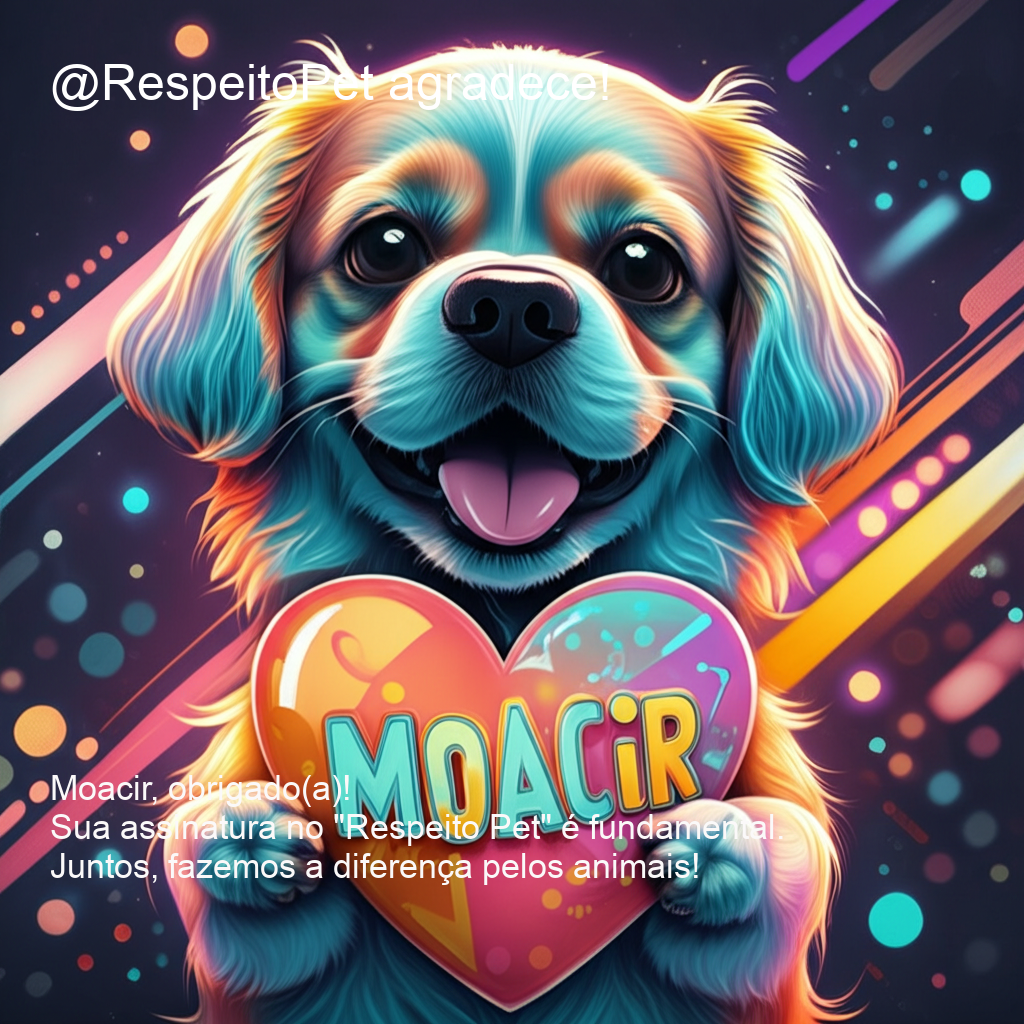 @RespeitoPet agradece!
MOACiR
Moacir, obrigado(a)!
Sua assinatura no "Respeito Pet" é fundamental.
Juntos, fazemos a diferença pelos animais!